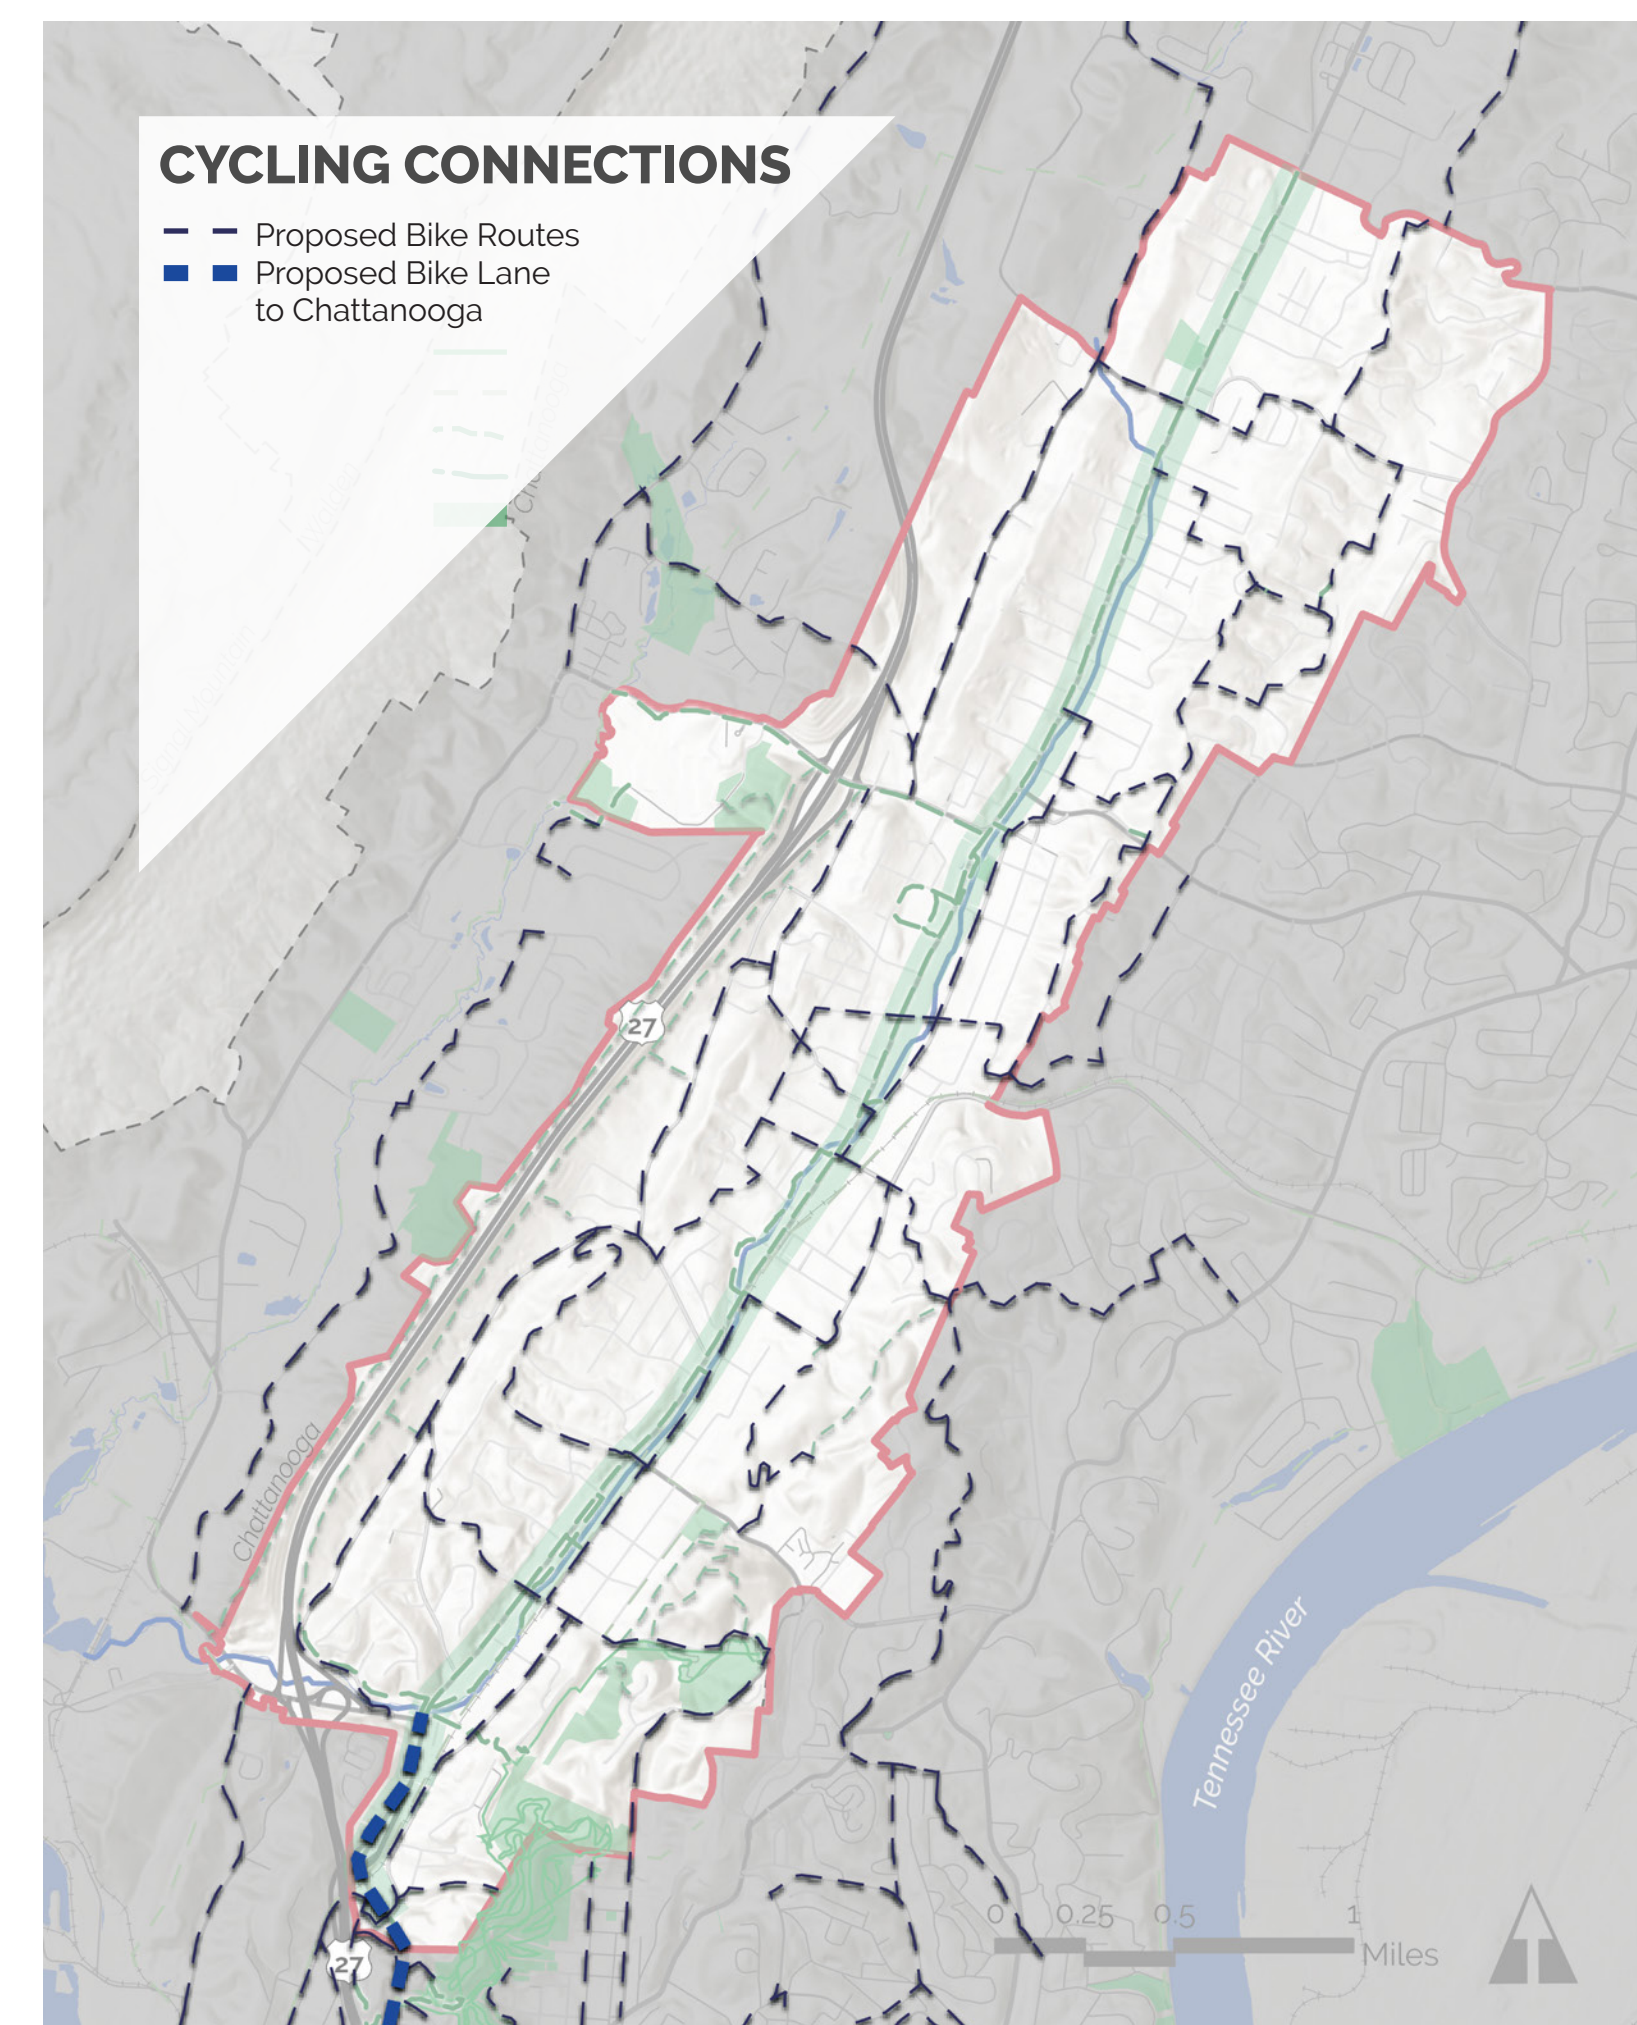 CYCLING CONNECTIONS
Proposed Bike Routes
Proposed Bike Lane
to Chattanooga
27
Chattanooga
Tennessee River
0 0.25 0.5 1
Miles
27